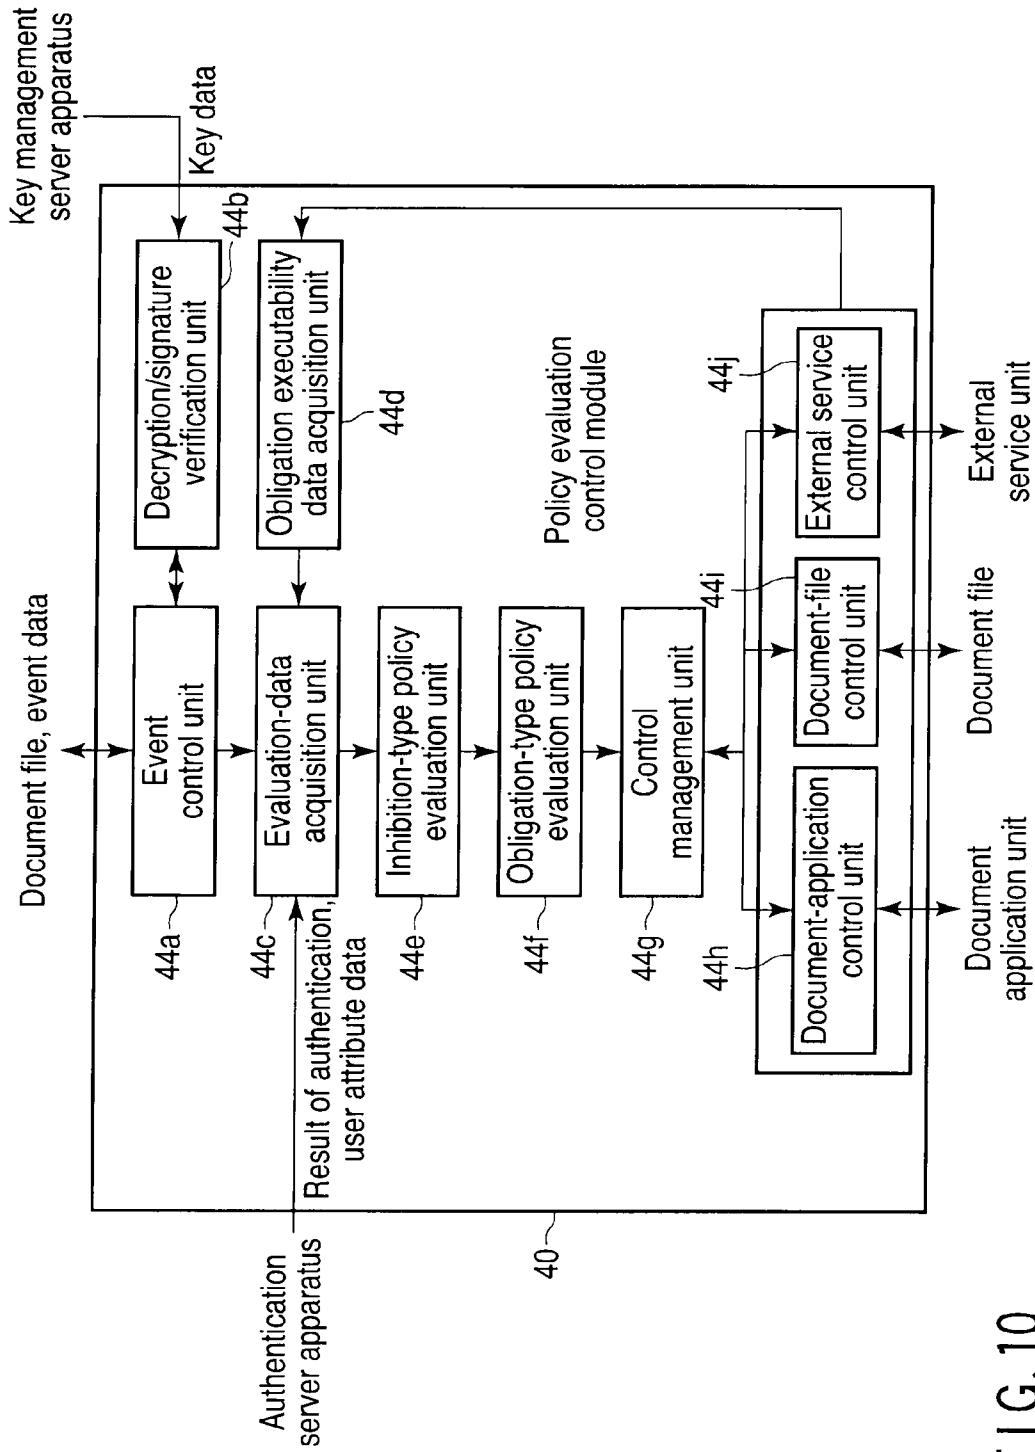 Key management
server apparatus
Key data
Document file, event data
Event
control unit
44a
Decryption/signature
verification unit
44b
Evaluation-data
acquisition unit
44c
Obligation executability
data acquisition unit
44d
Authentication
server apparatus
Result of authentication,
user attribute data
Inhibition-type policy
evaluation unit
44e
Obligation-type policy
evaluation unit
44f
Policy evaluation
control module
Control
management unit
44g
40
Document-application
control unit
44h
Document-file
control unit
44i
External service
control unit
44j
Document
application unit
Document file
External
service unit
FIG. 10